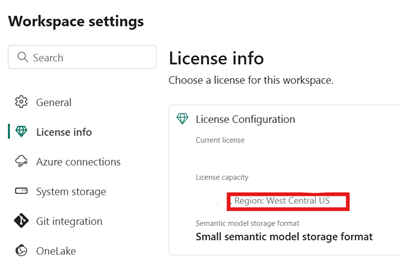 Workspace settings
Search
General
License info
Azure connections
System storage
Git integration
OneLake
License info
Choose a license for this workspace.
License Configuration
Current license
License capacity
Region: West Central US
Semantic model storage format
Small semantic model storage format